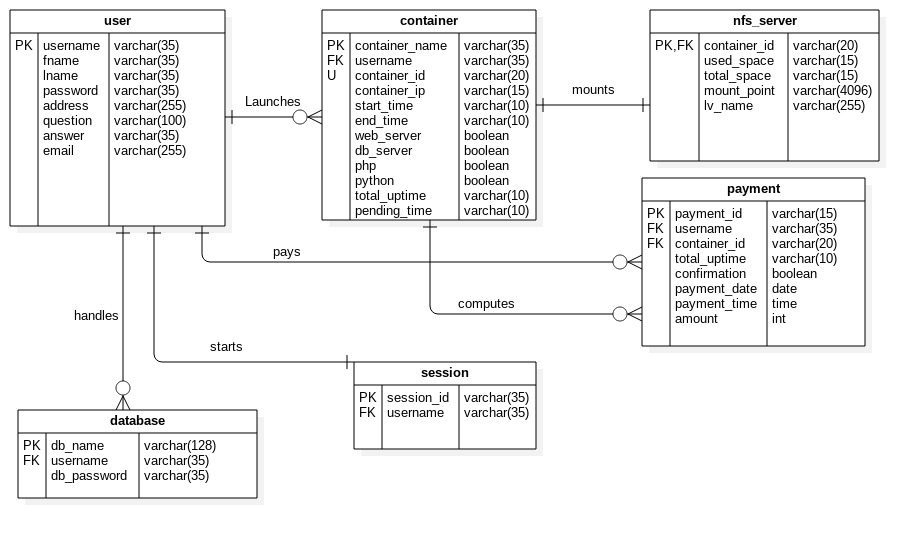 user
PK username varchar(35)
fname varchar(35)
lname varchar(35)
password varchar(35)
address varchar(255)
question varchar(100)
answer varchar(35)
email varchar(255)
Launches
container
PK container_name varchar(35)
FK username varchar(35)
U container_id varchar(20)
container_ip varchar(15)
start_time varchar(10)
end_time varchar(10)
web_server boolean
db_server boolean
php boolean
python boolean
total_uptime varchar(10)
pending_time varchar(10)
mounts
nfs_server
PK,FK container_id varchar(20)
used_space varchar(15)
total_space varchar(15)
mount_point varchar(4096)
lv_name varchar(255)
payment
PK payment_id varchar(15)
FK username varchar(35)
FK container_id varchar(20)
total_uptime varchar(10)
confirmation boolean
payment_date date
payment_time time
amount int
pays
computes
handles
starts
session
PK session_id varchar(35)
FK username varchar(35)
database
PK db_name varchar(128)
FK username varchar(35)
db_password varchar(35)